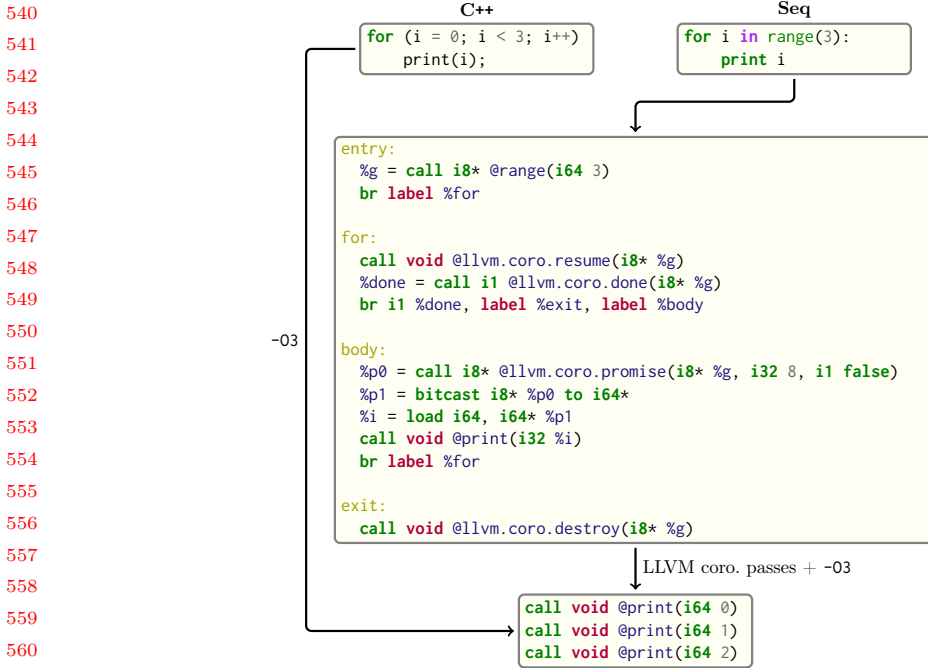 540
541
542
543
544
545
546
547
548
549
550
551
552
553
554
555
556
557
558
559
560
C++
for (i = 0; i < 3; i++)
    print(i);
Seq
for i in range(3):
    print i
entry:
  %g = call i8* @range(i64 3)
  br label %for
for:
  call void @llvm.coro.resume(i8* %g)
  %done = call i1 @llvm.coro.done(i8* %g)
  br i1 %done, label %exit, label %body
body:
  %p0 = call i8* @llvm.coro.promise(i8* %g, i32 8, i1 false)
  %p1 = bitcast i8* %p0 to i64*
  %i = load i64, i64* %p1
  call void @print(i32 %i)
  br label %for
exit:
  call void @llvm.coro.destroy(i8* %g)
-O3
LLVM coro. passes + -O3
call void @print(i64 0)
call void @print(i64 1)
call void @print(i64 2)